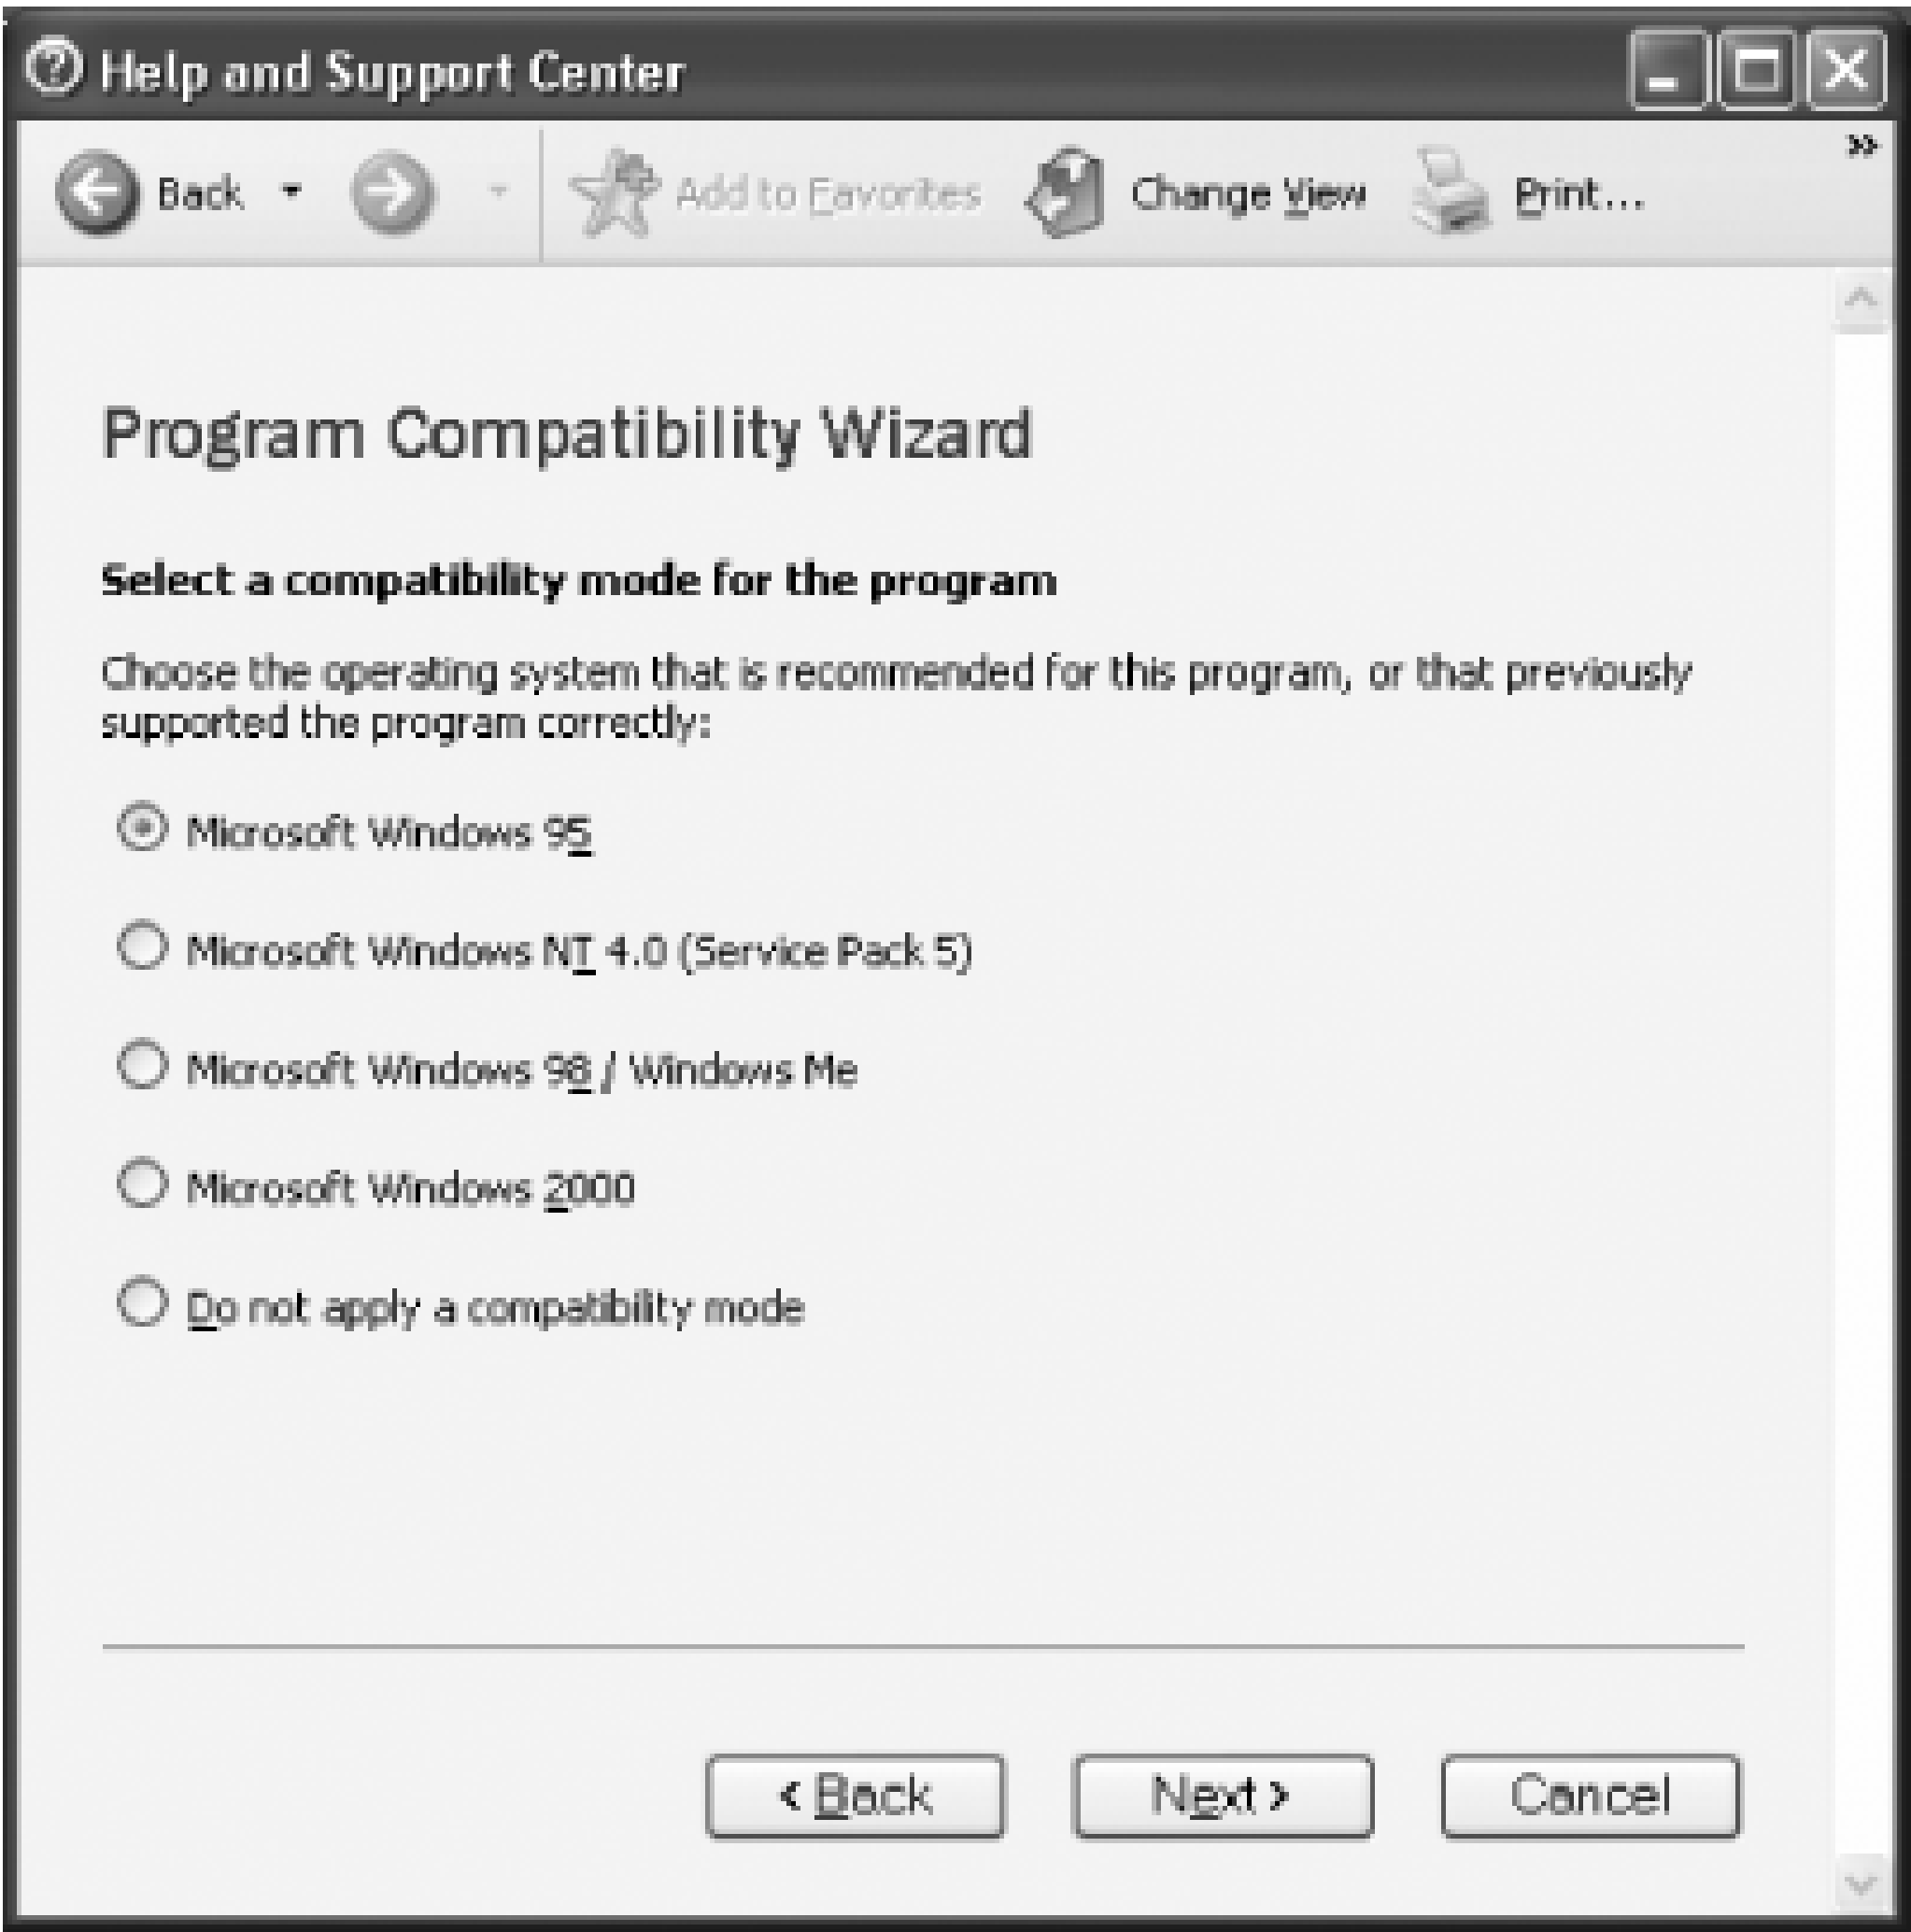 Help and Support Center
Back Add to Favorites Change View Print... »
Program Compatibility Wizard
Select a compatibility mode for the program
Choose the operating system that is recommended for this program, or that previously
supported the program correctly:
Microsoft Windows 95
Microsoft Windows NT 4.0 (Service Pack 5)
Microsoft Windows 98 / Windows Me
Microsoft Windows 2000
Do not apply a compatibility mode
< Back Next > Cancel